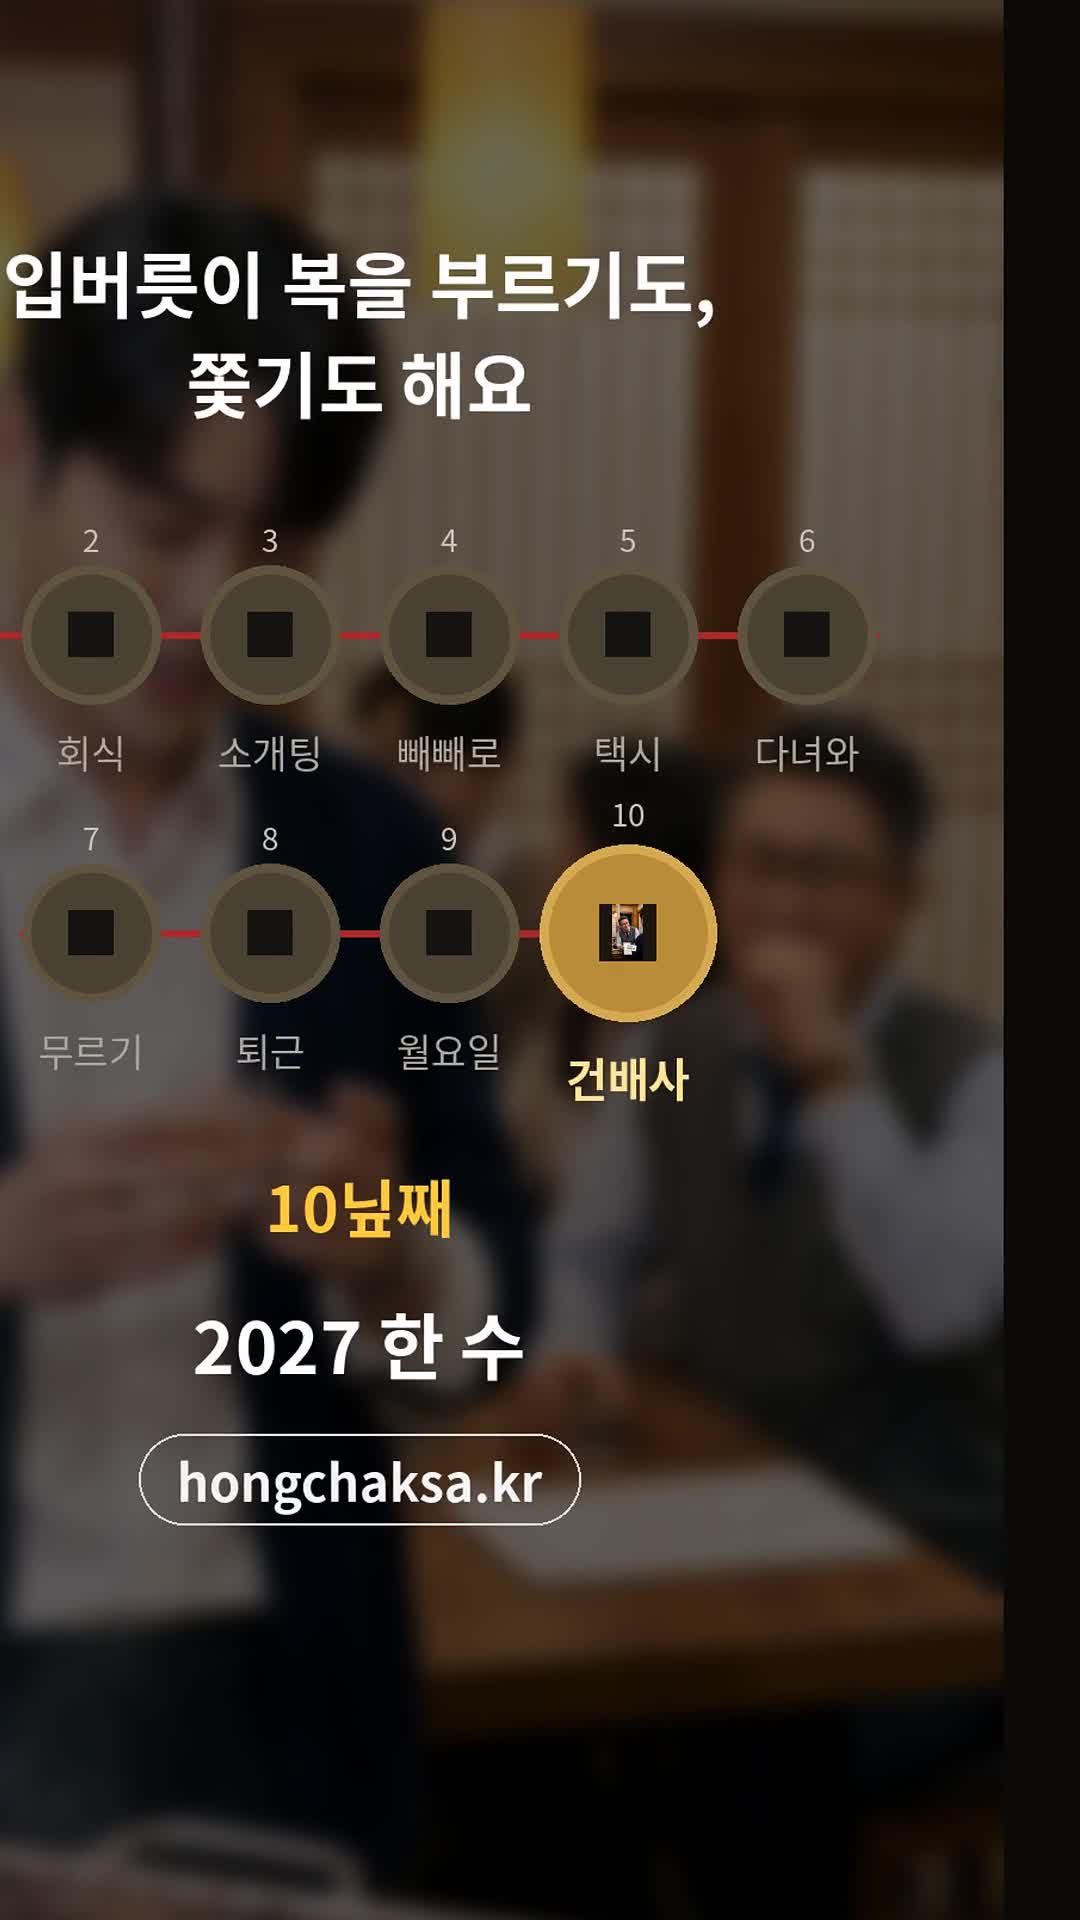 입버릇이 복을 부르기도,
쫓기도 해요
2 3 4 5 6
회식 소개팅 빼빼로 택시 다녀와
7 8 9 10
무르기 퇴근 월요일 건배사
10닢째
2027 한 수
hongchaksa.kr